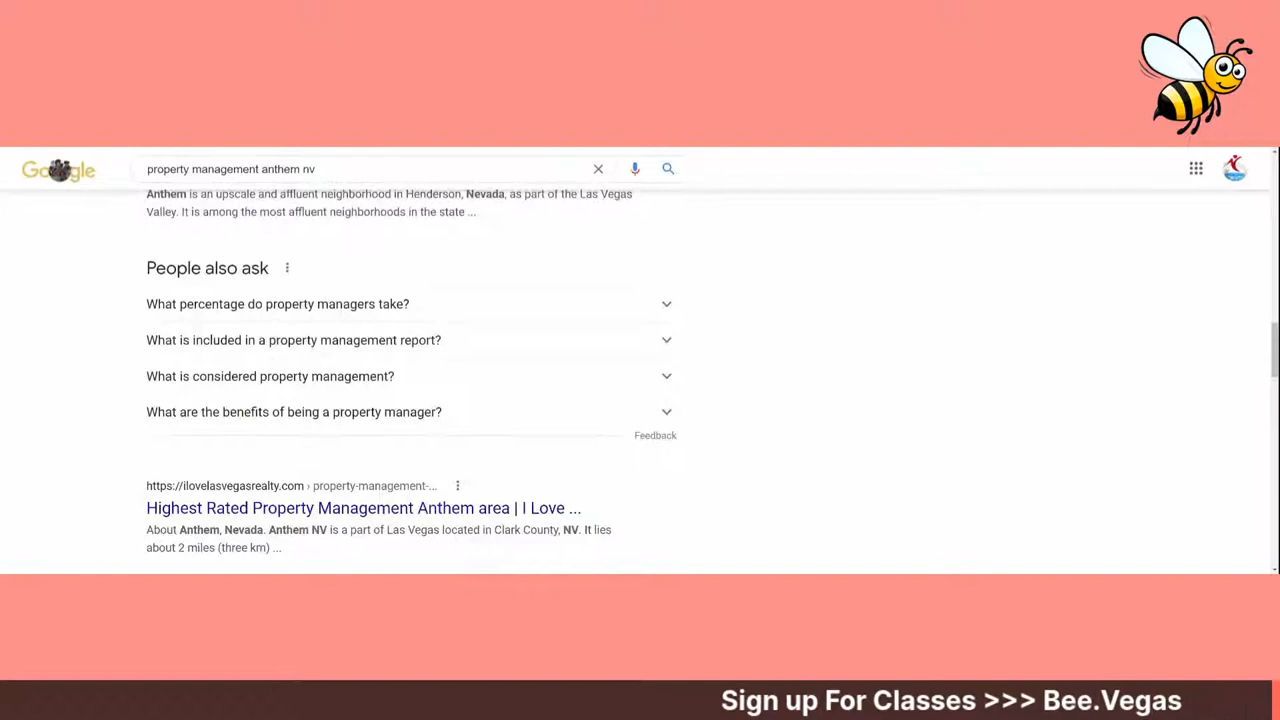 Google
property management anthem nv
Anthem is an upscale and affluent neighborhood in Henderson, Nevada, as part of the Las Vegas
Valley. It is among the most affluent neighborhoods in the state ...
People also ask
What percentage do property managers take?
What is included in a property management report?
What is considered property management?
What are the benefits of being a property manager?
Feedback
https://ilovelasvegasrealty.com › property-management-...
Highest Rated Property Management Anthem area | I Love ...
About Anthem, Nevada. Anthem NV is a part of Las Vegas located in Clark County, NV. It lies
about 2 miles (three km) ...
Sign up For Classes >>> Bee.Vegas